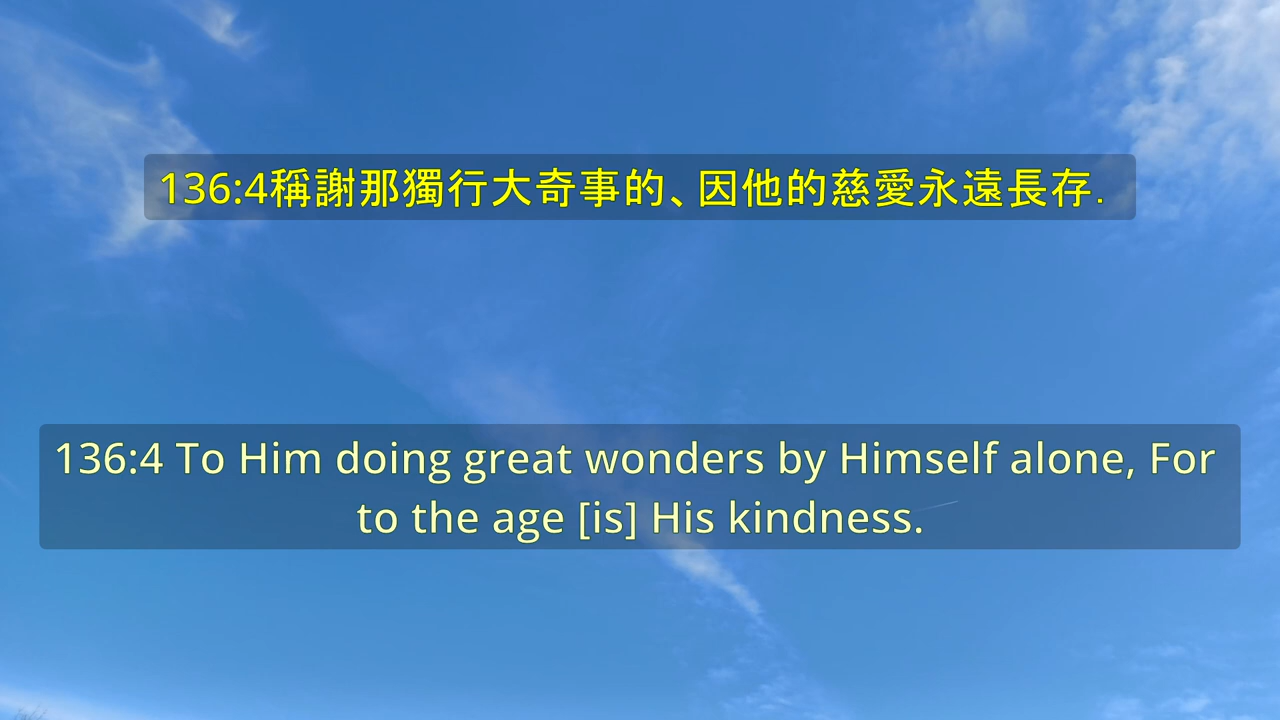 136:4稱謝那獨行大奇事的、因他的慈愛永遠長存.
136:4 To Him doing great wonders by Himself alone, For
to the age [is] His kindness.